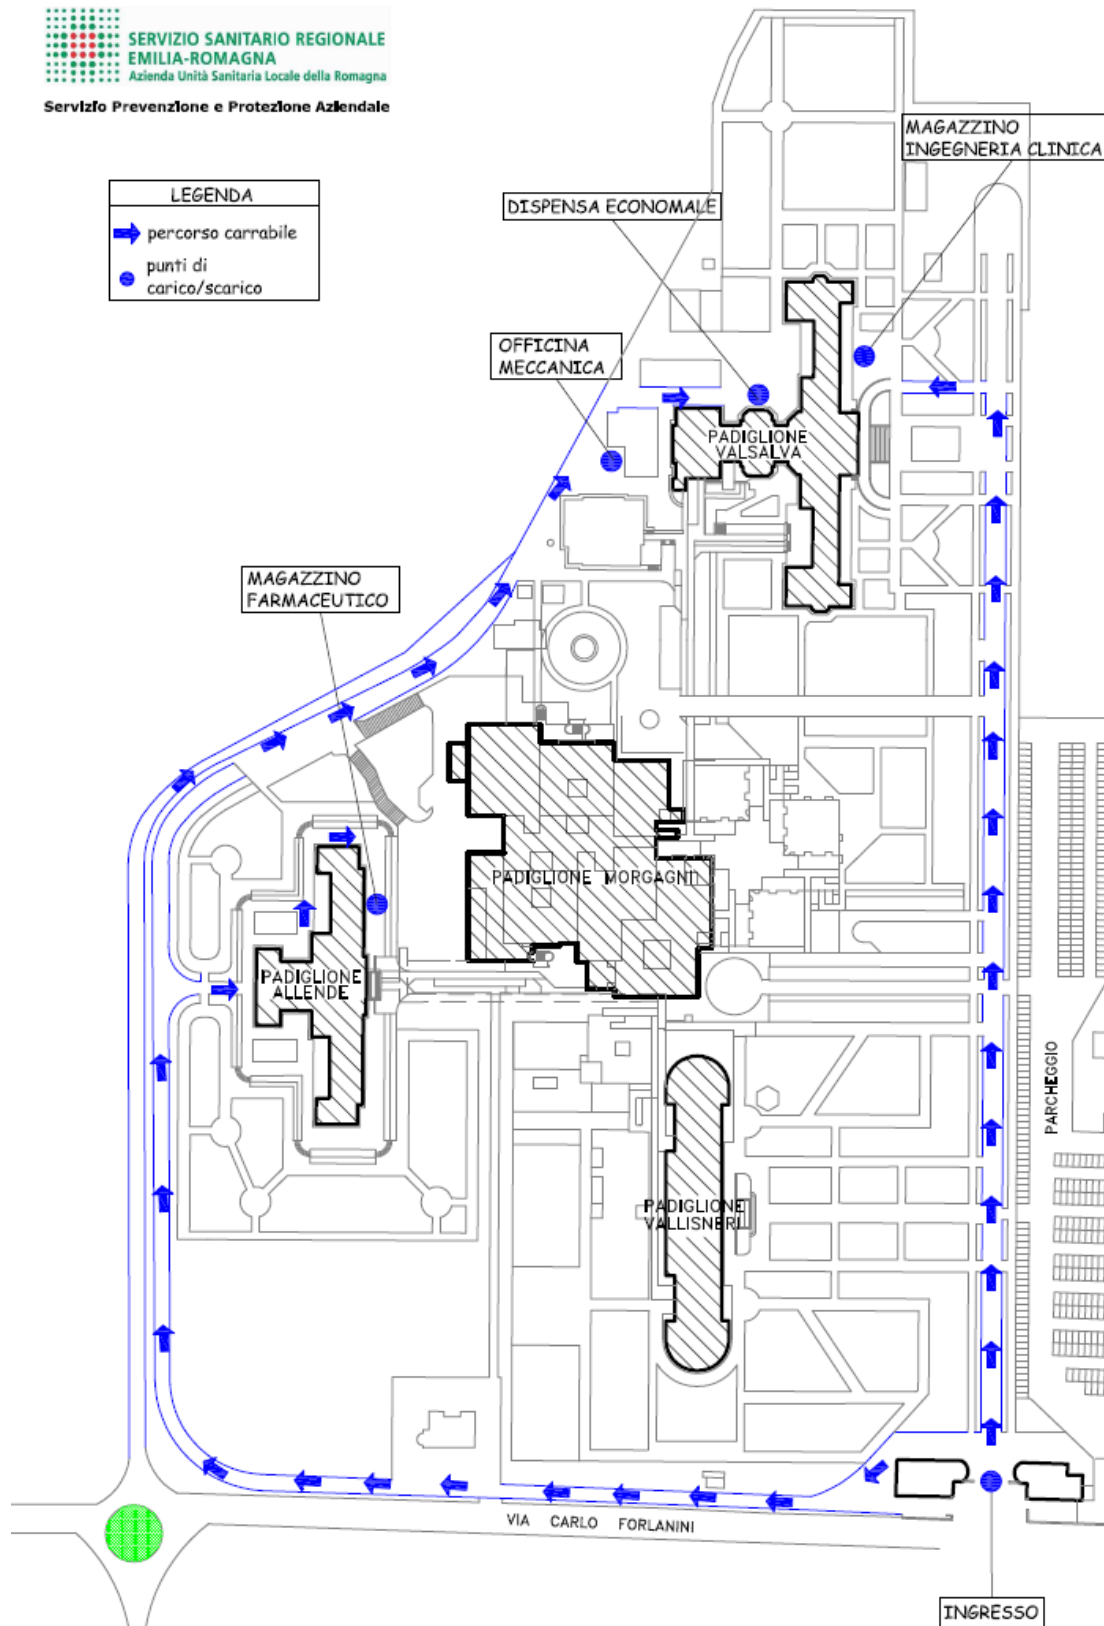 SERVIZIO SANITARIO REGIONALE
EMILIA-ROMAGNA
Azienda Unità Sanitaria Locale della Romagna
Servizio Prevenzione e Protezione Aziendale
MAGAZZINO
INGEGNERIA CLINICA
LEGENDA
percorso carrabile
punti di
carico/scarico
DISPENSA ECONOMALE
OFFICINA
MECCANICA
PADIGLIONE
VALSALVA
MAGAZZINO
FARMACEUTICO
PADIGLIONE MORGAGNI
PADIGLIONE
ALLENDE
PARCHEGGIO
PADIGLIONE
VALLISNERI
VIA CARLO FORLANINI
INGRESSO